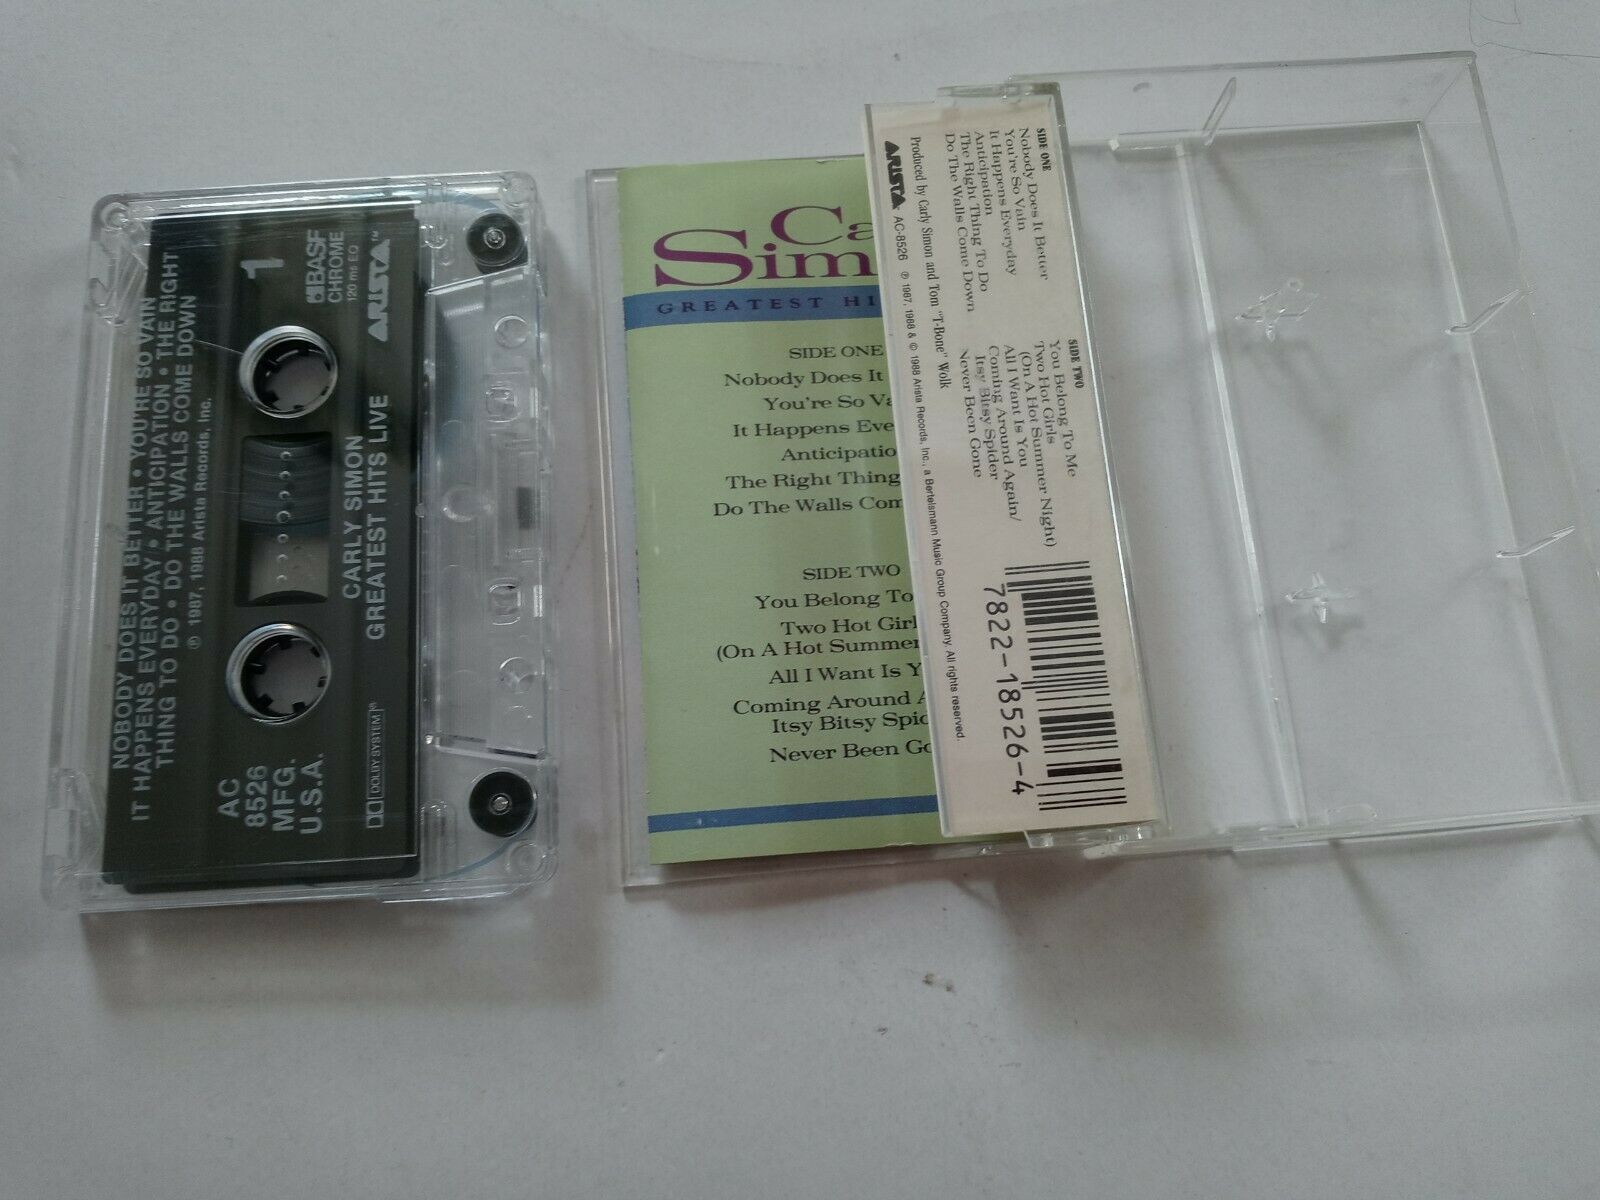 NOBODY DOES IT BETTER • YOU'RE SO VAIN
IT HAPPENS EVERYDAY • ANTICIPATION • THE RIGHT
THING TO DO • DO THE WALLS COME DOWN
℗ 1987, 1988 Arista Records, Inc.
1
BASF
CHROME
120 ms EQ
ARISTA™
AC
8526
MFG.
U.S.A.
CARLY SIMON
GREATEST HITS LIVE
DOLBY SYSTEM®
Ca
Sim
GREATEST HI
SIDE ONE
Nobody Does It
You're So Va
It Happens Eve
Anticipatio
The Right Thing
Do The Walls Com
SIDE TWO
You Belong To
Two Hot Girl
(On A Hot Summer
All I Want Is Y
Coming Around A
Itsy Bitsy Spid
Never Been Go
SIDE ONE
Nobody Does It Better
You're So Vain
It Happens Everyday
Anticipation
The Right Thing To Do
Do The Walls Come Down
SIDE TWO
You Belong To Me
Two Hot Girls
(On A Hot Summer Night)
All I Want Is You
Coming Around Again/
Itsy Bitsy Spider
Never Been Gone
Produced by Carly Simon and Tom "T-Bone" Wolk
ARISTA AC-8526 ℗ 1987, 1988 & © 1988 Arista Records, Inc., a Bertelsmann Music Group Company. All rights reserved.
7822-18526-4